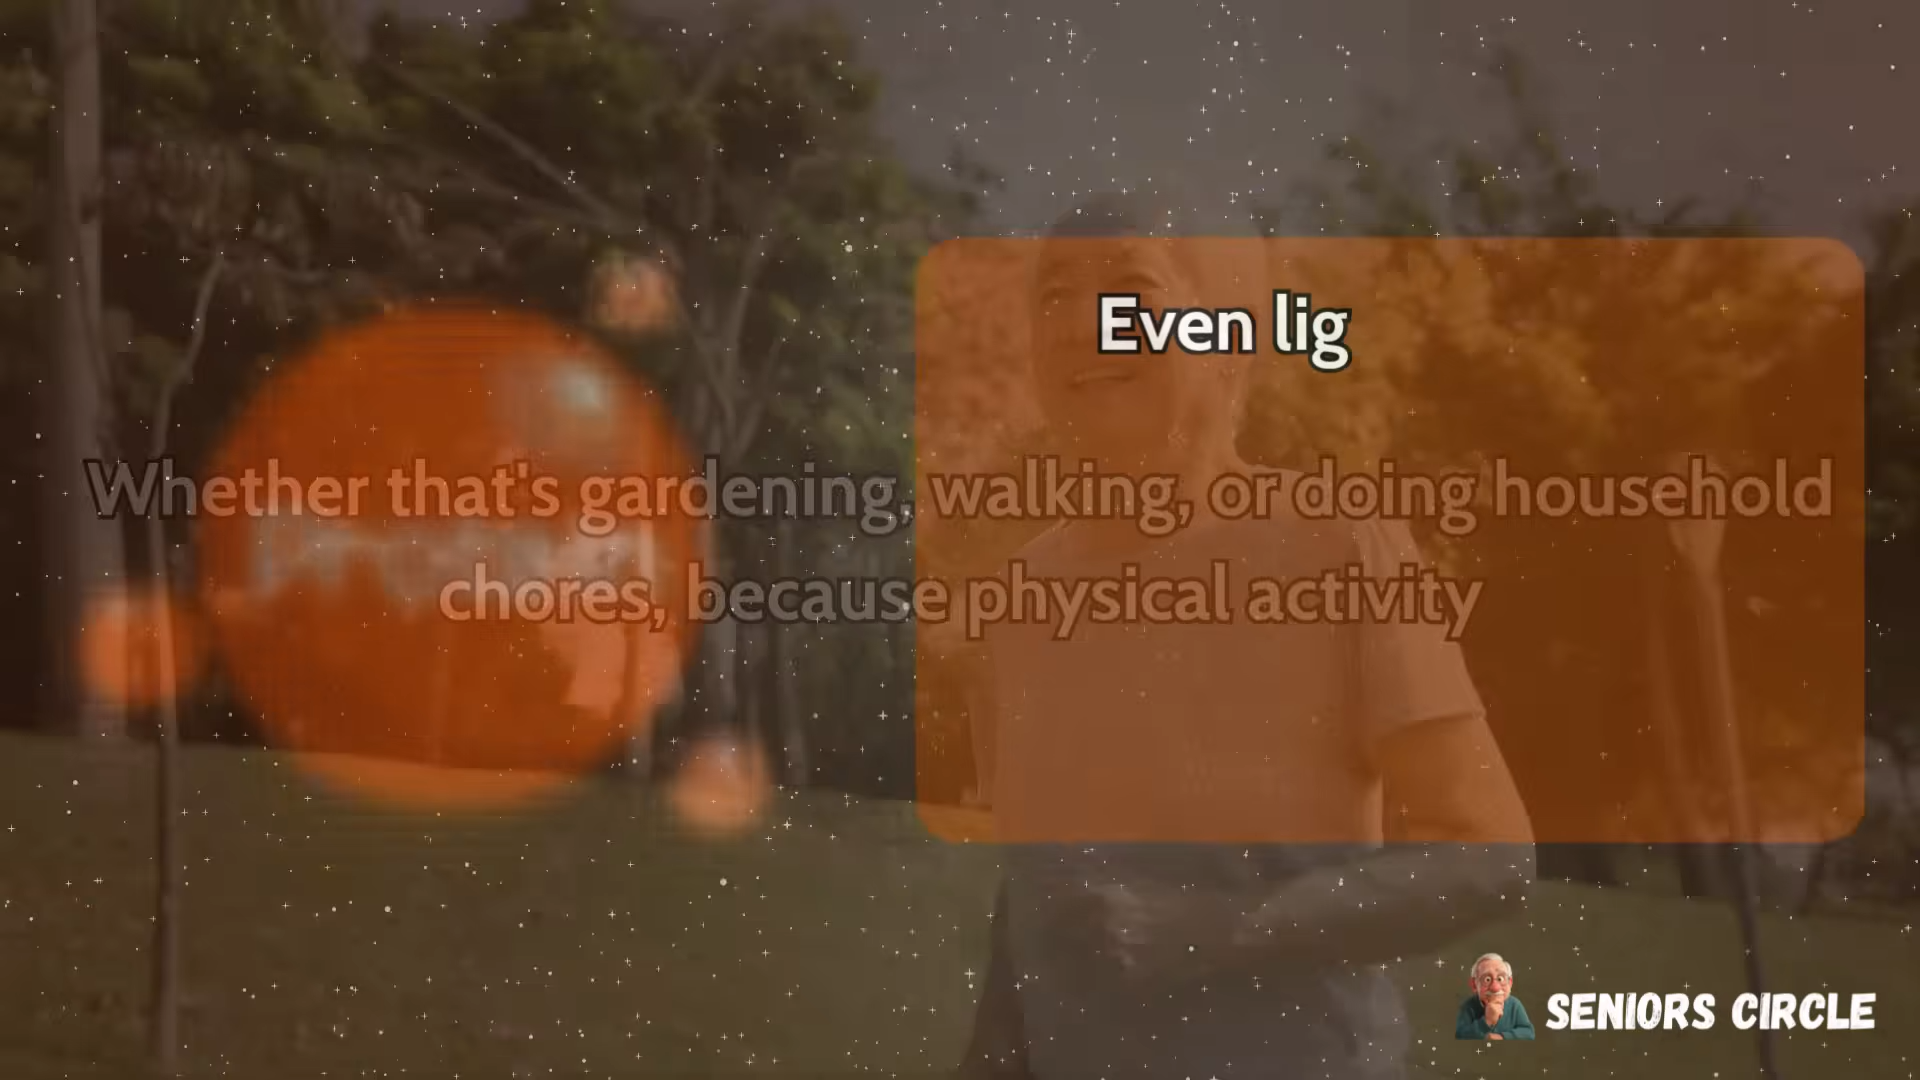 Even lig
Whether that's gardening, walking, or doing household
chores, because physical activity
SENIORS CIRCLE